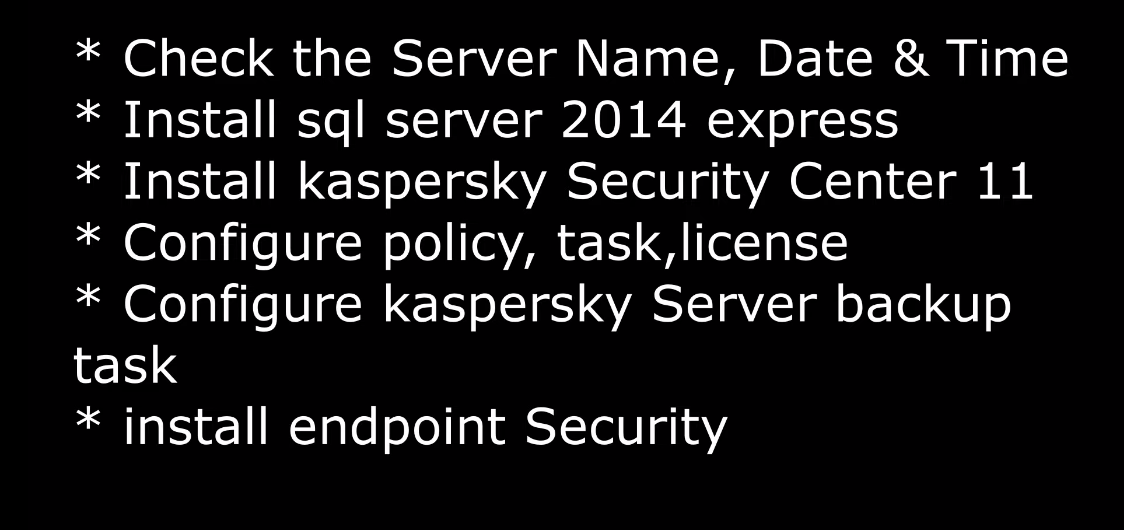 * Check the Server Name, Date & Time
* Install sql server 2014 express
* Install kaspersky Security Center 11
* Configure policy, task,license
* Configure kaspersky Server backup
task
* install endpoint Security